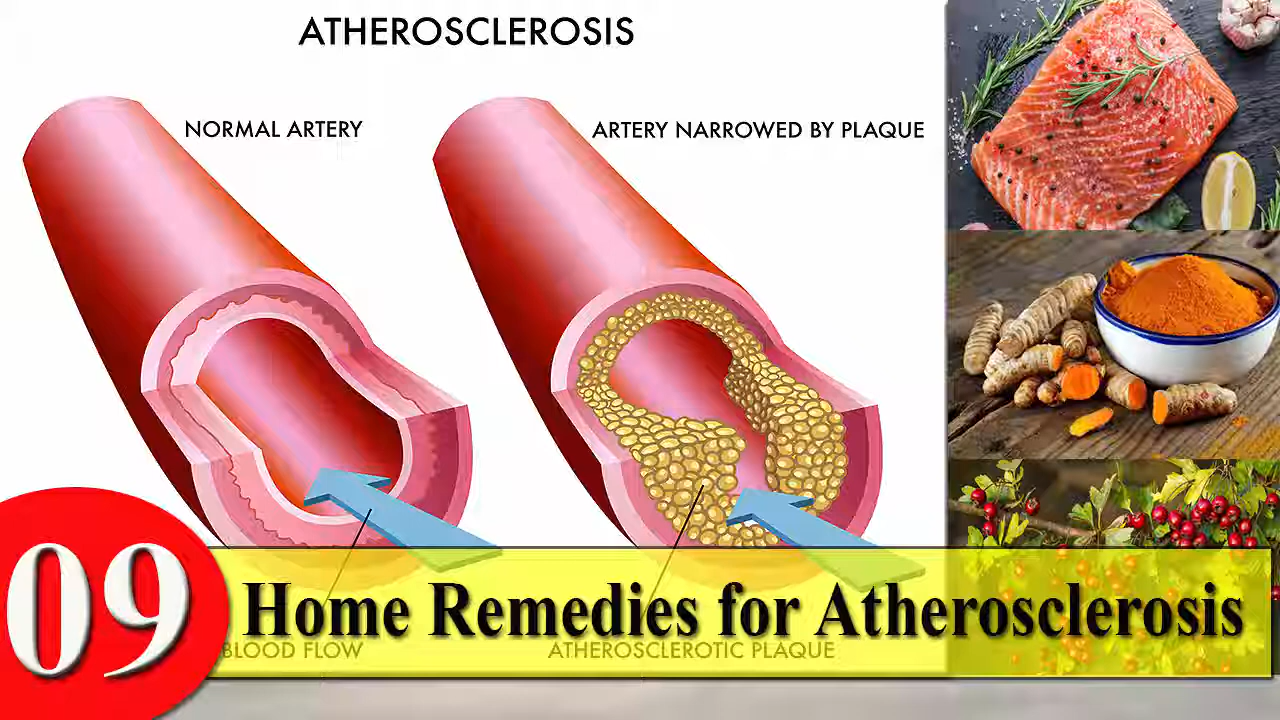 ATHEROSCLEROSIS
NORMAL ARTERY
ARTERY NARROWED BY PLAQUE
09
Home Remedies for Atherosclerosis
BLOOD FLOW
ATHEROSCLEROTIC PLAQUE